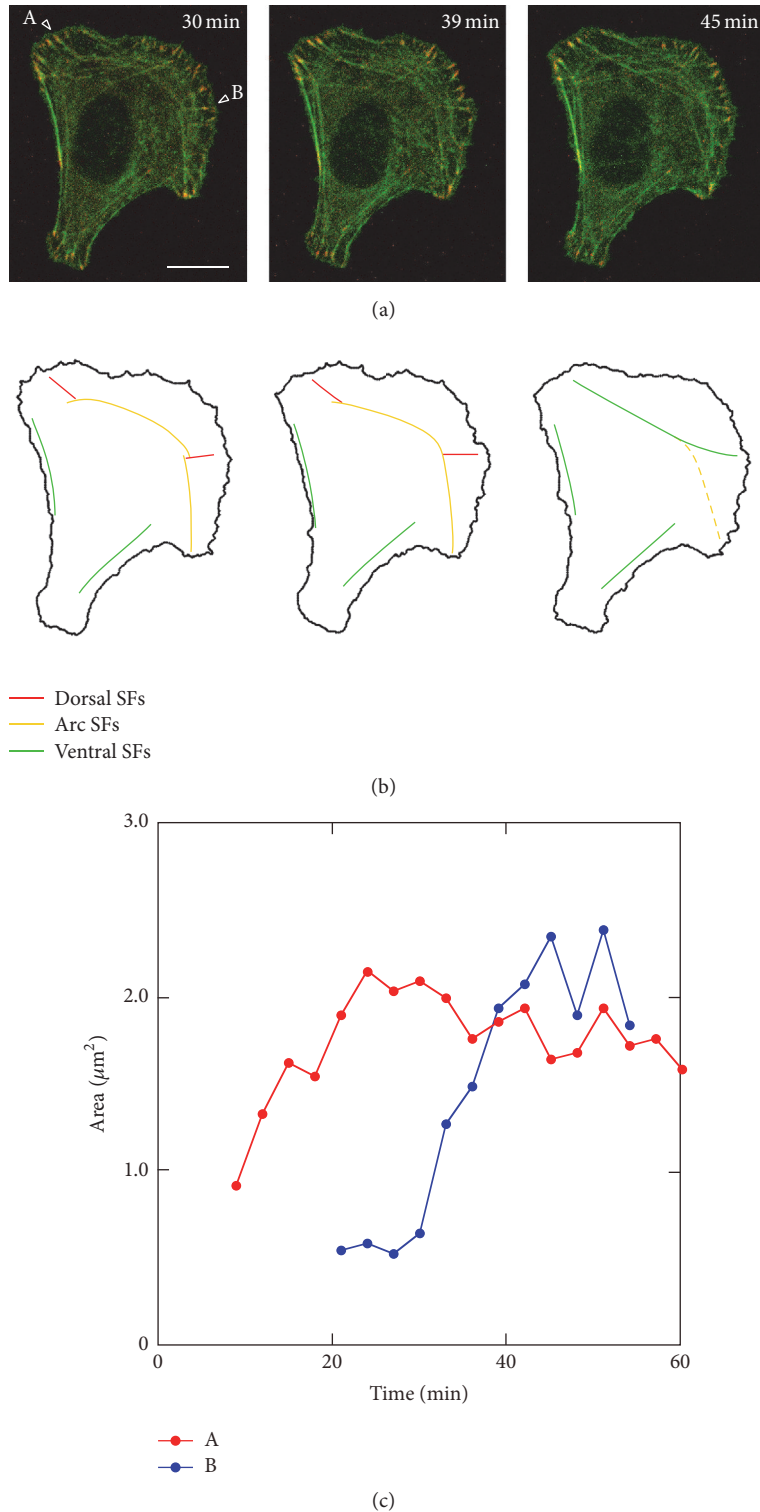 A
30 min
39 min
45 min
B
(a)
Dorsal SFs
Arc SFs
Ventral SFs
(b)
3.0
2.0
1.0
0
Area (μm²)
0
20
40
60
Time (min)
A
B
(c)